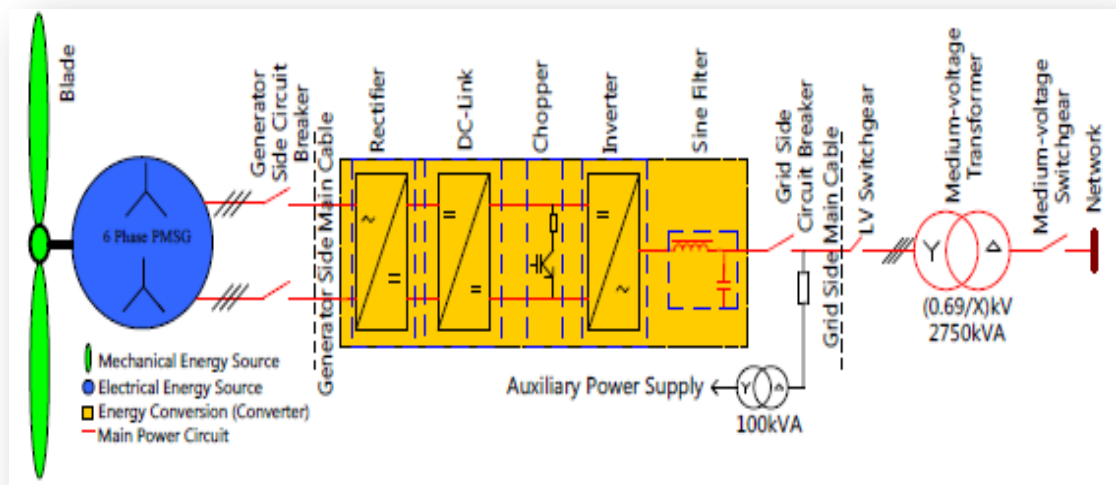 Blade
6 Phase PMSG
Generator
Side Circuit
Breaker
Generator Side Main Cable
Rectifier
DC-Link
Chopper
Inverter
Sine Filter
Grid Side
Circuit Breaker
Grid Side Main Cable
LV Switchgear
Medium-voltage
Transformer
Medium-voltage
Switchgear
Network
(0.69/X)kV
2750kVA
Auxiliary Power Supply
100kVA
Mechanical Energy Source
Electrical Energy Source
Energy Conversion (Converter)
Main Power Circuit